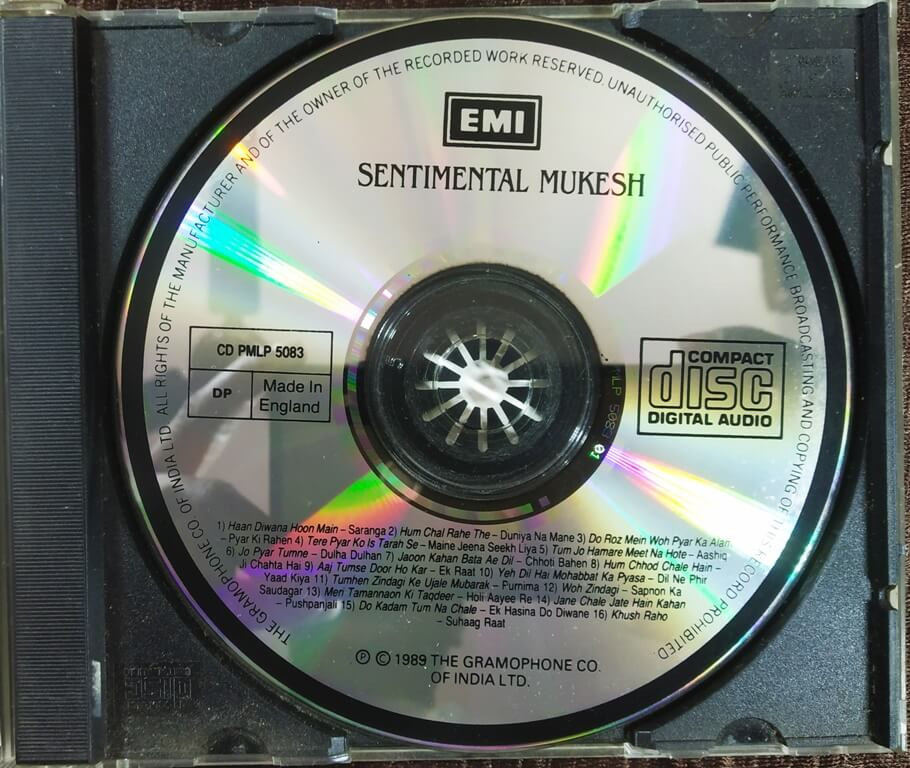 THE GRAMOPHONE CO. OF INDIA LTD. ALL RIGHTS OF THE MANUFACTURER AND OF THE OWNER OF THE RECORDED WORK RESERVED. UNAUTHORISED PUBLIC PERFORMANCE BROADCASTING AND COPYING OF THIS RECORD PROHIBITED
EMI
SENTIMENTAL MUKESH
CD PMLP 5083
DP
Made In
England
COMPACT
disc
DIGITAL AUDIO
5083 01
1) Haan Diwana Hoon Main – Saranga 2) Hum Chal Rahe The – Duniya Na Mane 3) Do Roz Mein Woh Pyar Ka Alam
– Pyar Ki Rahen 4) Tere Pyar Ko Is Tarah Se – Maine Jeena Seekh Liya 5) Tum Jo Hamare Meet Na Hote – Aashiq
6) Jo Pyar Tumne – Dulha Dulhan 7) Jaoon Kahan Bata Ae Dil – Chhoti Bahen 8) Hum Chhod Chale Hain –
Ji Chahta Hai 9) Aaj Tumse Door Ho Kar – Ek Raat 10) Yeh Dil Hai Mohabbat Ka Pyasa – Dil Ne Phir
Yaad Kiya 11) Tumhen Zindagi Ke Ujale Mubarak – Purnima 12) Woh Zindagi – Sapnon Ka
Saudagar 13) Meri Tamannaon Ki Taqdeer – Holi Aayee Re 14) Jane Chale Jate Hain Kahan
– Pushpanjali 15) Do Kadam Tum Na Chale – Ek Hasina Do Diwane 16) Khush Raho
– Suhaag Raat
Ⓟ © 1989 THE GRAMOPHONE CO.
OF INDIA LTD.